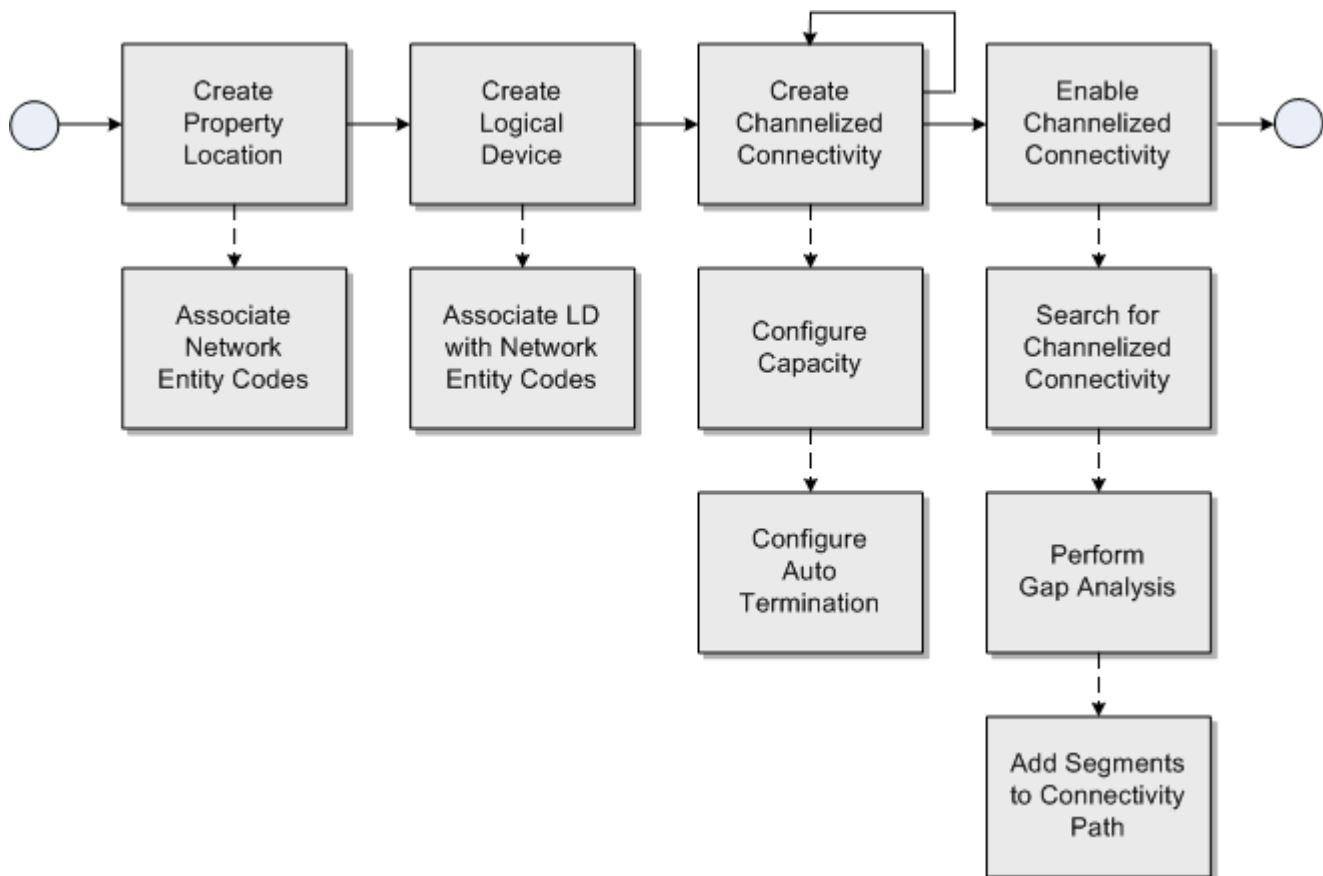 Create
Property
Location
Create
Logical
Device
Create
Channelized
Connectivity
Enable
Channelized
Connectivity
Associate
Network
Entity Codes
Associate LD
with Network
Entity Codes
Configure
Capacity
Search for
Channelized
Connectivity
Configure
Auto
Termination
Perform
Gap Analysis
Add Segments
to Connectivity
Path